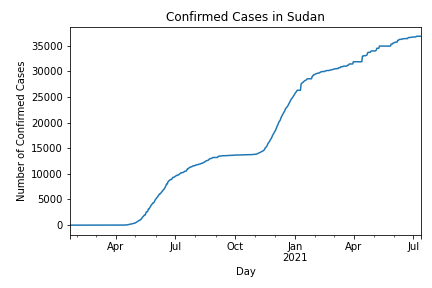 Confirmed Cases in Sudan
Number of Confirmed Cases
35000
30000
25000
20000
15000
10000
5000
0
Apr Jul Oct Jan Apr Jul
2021
Day